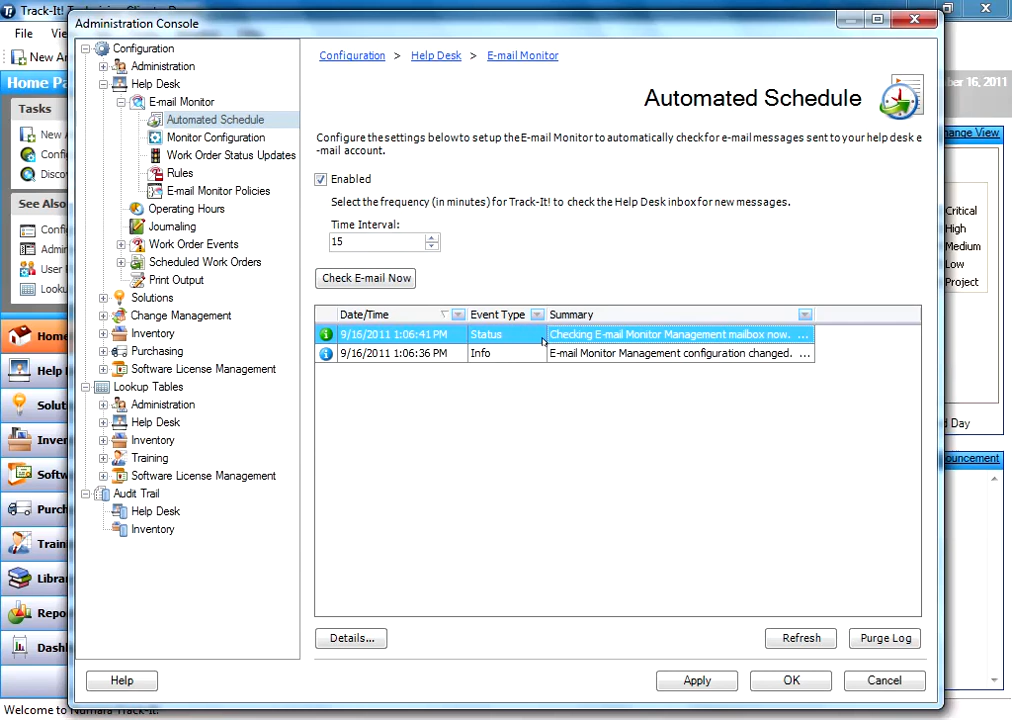 Track-It!
Administration Console
File
New
Home
Tasks
New
Confi
Disco
See Also
Confi
Admin
User
Looku
Home
Help
Soluti
Inven
Softw
Purch
Train
Libra
Repo
Dash
Welcome to Numara Track-It!
Configuration
Administration
Help Desk
E-mail Monitor
Automated Schedule
Monitor Configuration
Work Order Status Updates
Rules
E-mail Monitor Policies
Operating Hours
Journaling
Work Order Events
Scheduled Work Orders
Print Output
Solutions
Change Management
Inventory
Purchasing
Software License Management
Lookup Tables
Administration
Help Desk
Inventory
Training
Software License Management
Audit Trail
Help Desk
Inventory
Configuration > Help Desk > E-mail Monitor
Automated Schedule
Configure the settings below to setup the E-mail Monitor to automatically check for e-mail messages sent to your help desk e
-mail account.
Enabled
Select the frequency (in minutes) for Track-It! to check the Help Desk inbox for new messages.
Time Interval:
15
Check E-mail Now
Date/Time Event Type Summary
9/16/2011 1:06:41 PM Status Checking E-mail Monitor Management mailbox now. ...
9/16/2011 1:06:36 PM Info E-mail Monitor Management configuration changed. ...
Details... Refresh Purge Log
Help Apply OK Cancel
ber 16, 2011
ange View
Critical
High
Medium
Low
Project
Day
ouncement